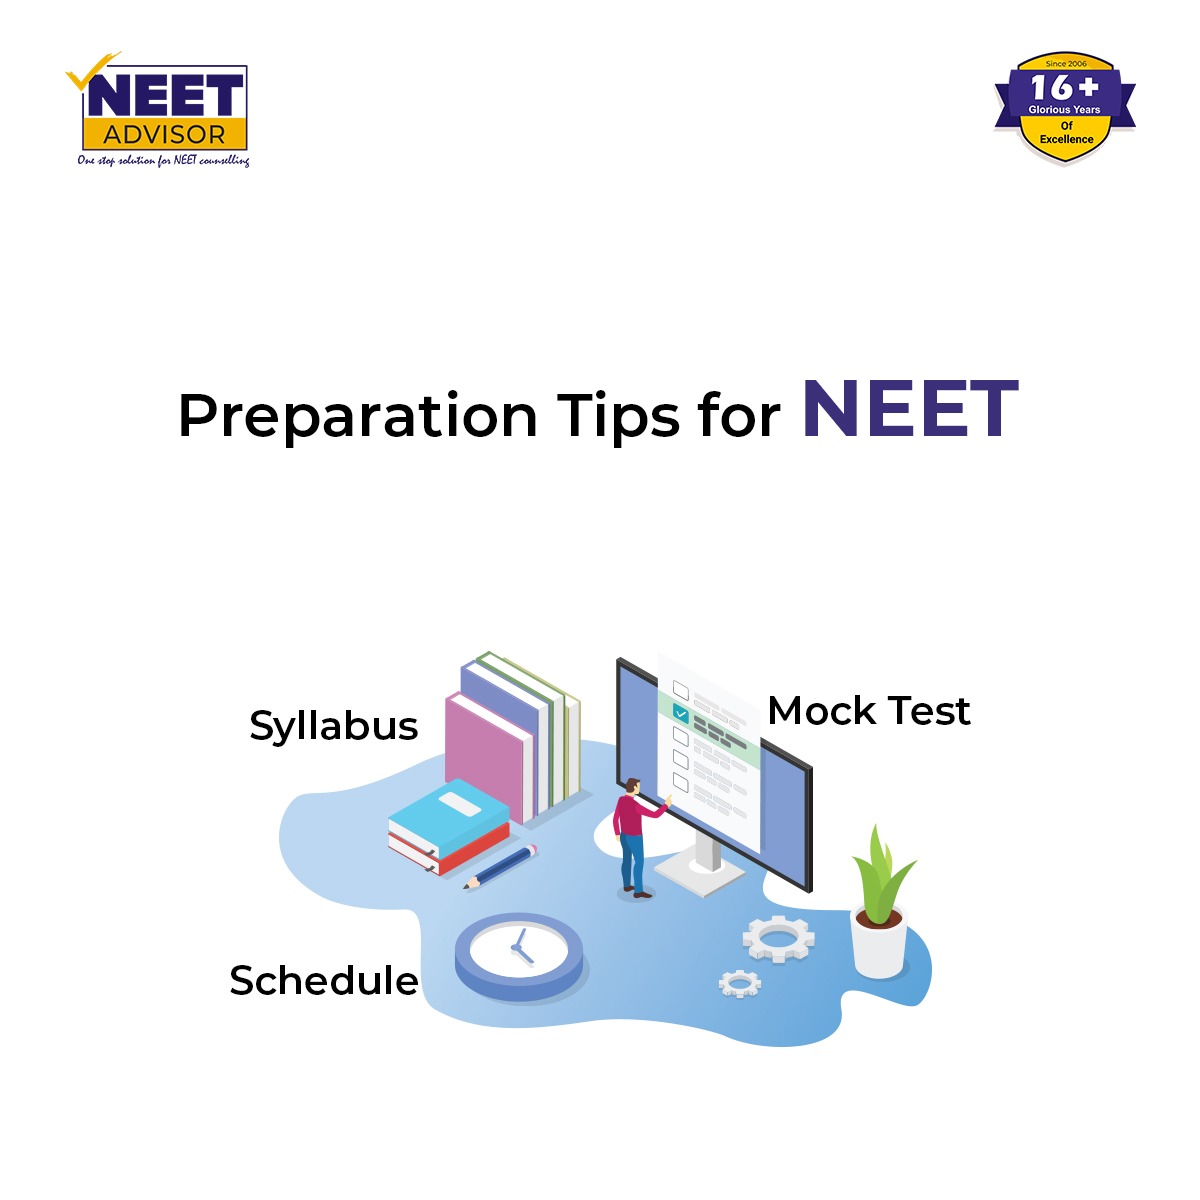 NEET
ADVISOR
One stop solution for NEET counselling
Since 2006
16+
Glorious Years
Of
Excellence
Preparation Tips for NEET
Syllabus
Mock Test
Schedule